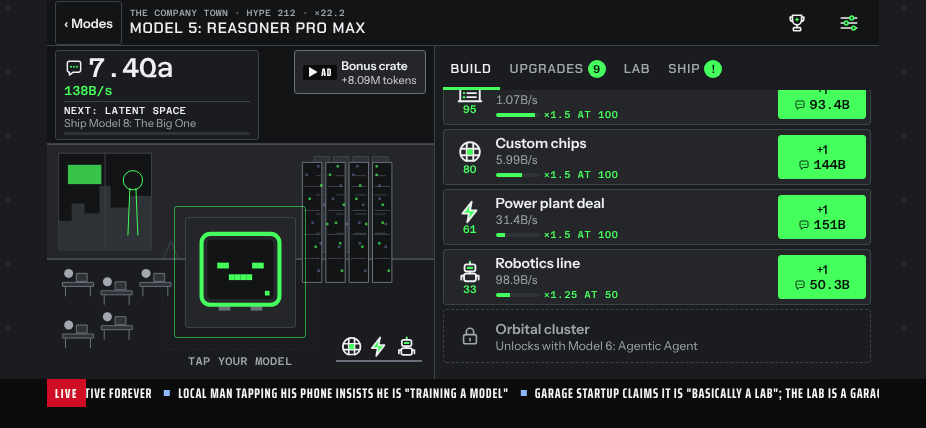 ‹ Modes
THE COMPANY TOWN · HYPE 212 · ×22.2
MODEL 5: REASONER PRO MAX
7.4Qa
138B/s
NEXT: LATENT SPACE
Ship Model 8: The Big One
AD
Bonus crate
+8.09M tokens
TAP YOUR MODEL
BUILD
UPGRADES 9
LAB
SHIP !
95
1.07B/s
×1.5 AT 100
+1
93.4B
Custom chips
80
5.99B/s
×1.5 AT 100
+1
144B
Power plant deal
61
31.4B/s
×1.5 AT 100
+1
151B
Robotics line
33
98.9B/s
×1.25 AT 50
+1
50.3B
Orbital cluster
Unlocks with Model 6: Agentic Agent
LIVE
TIVE FOREVER ■ LOCAL MAN TAPPING HIS PHONE INSISTS HE IS "TRAINING A MODEL" ■ GARAGE STARTUP CLAIMS IT IS "BASICALLY A LAB"; THE LAB IS A GARA